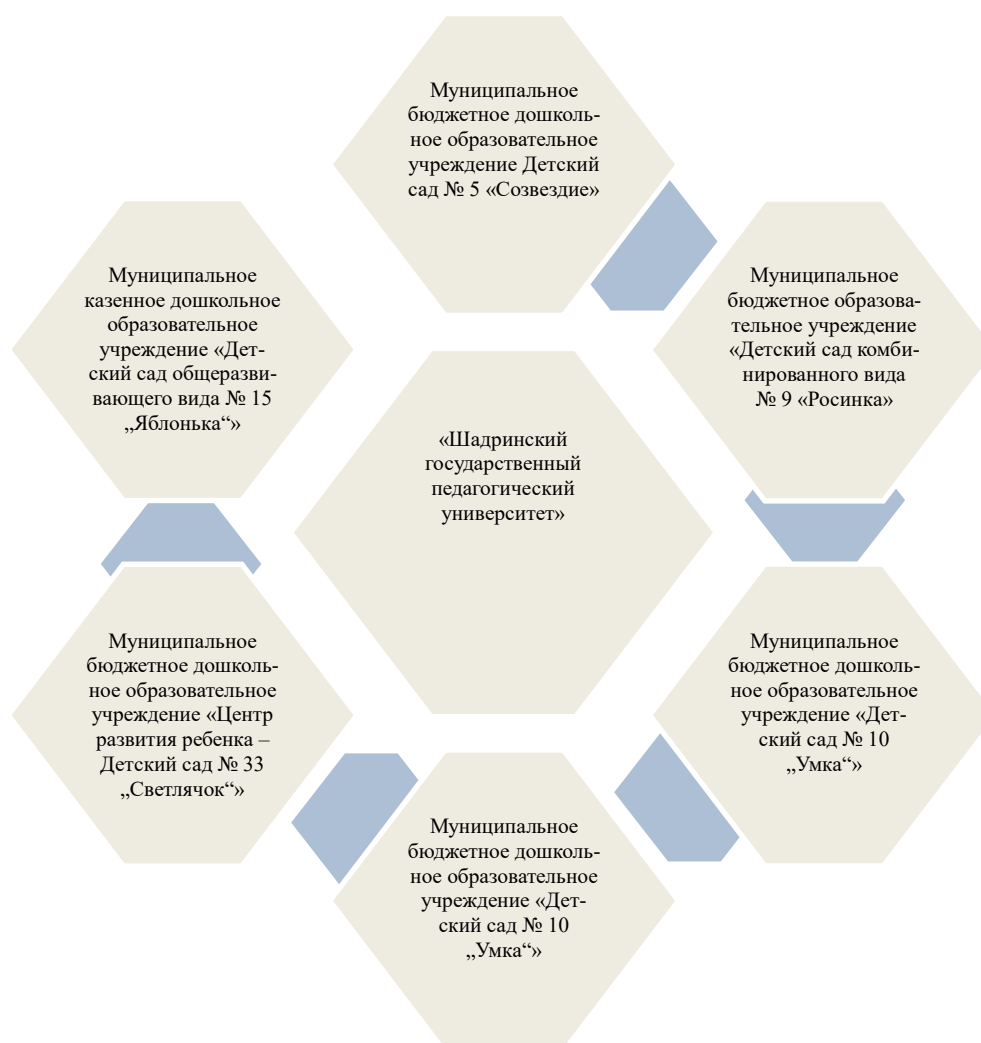 Муниципальное
бюджетное дошколь-
ное образовательное
учреждение Детский
сад № 5 «Созвездие»
Муниципальное
казенное дошкольное
образовательное
учреждение «Дет-
ский сад общеразви-
вающего вида № 15
„Яблонька“»
Муниципальное
бюджетное образова-
тельное учреждение
«Детский сад комби-
нированного вида
№ 9 «Росинка»
«Шадринский
государственный
педагогический
университет»
Муниципальное
бюджетное дошколь-
ное образовательное
учреждение «Центр
развития ребенка –
Детский сад № 33
„Светлячок“»
Муниципальное
бюджетное дошколь-
ное образовательное
учреждение «Дет-
ский сад № 10
„Умка“»
Муниципальное
бюджетное дошколь-
ное образовательное
учреждение «Дет-
ский сад № 10
„Умка“»